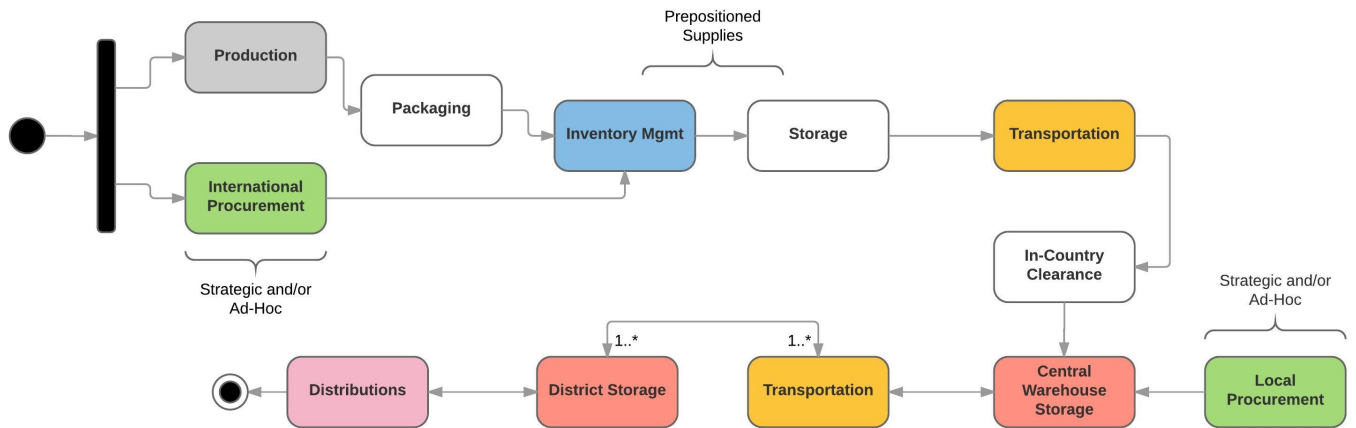 Prepositioned
Supplies
Production
Packaging
Inventory Mgmt
Storage
Transportation
International
Procurement
Strategic and/or
Ad-Hoc
In-Country
Clearance
Strategic and/or
Ad-Hoc
1..*
1..*
Distributions
District Storage
Transportation
Central
Warehouse
Storage
Local
Procurement